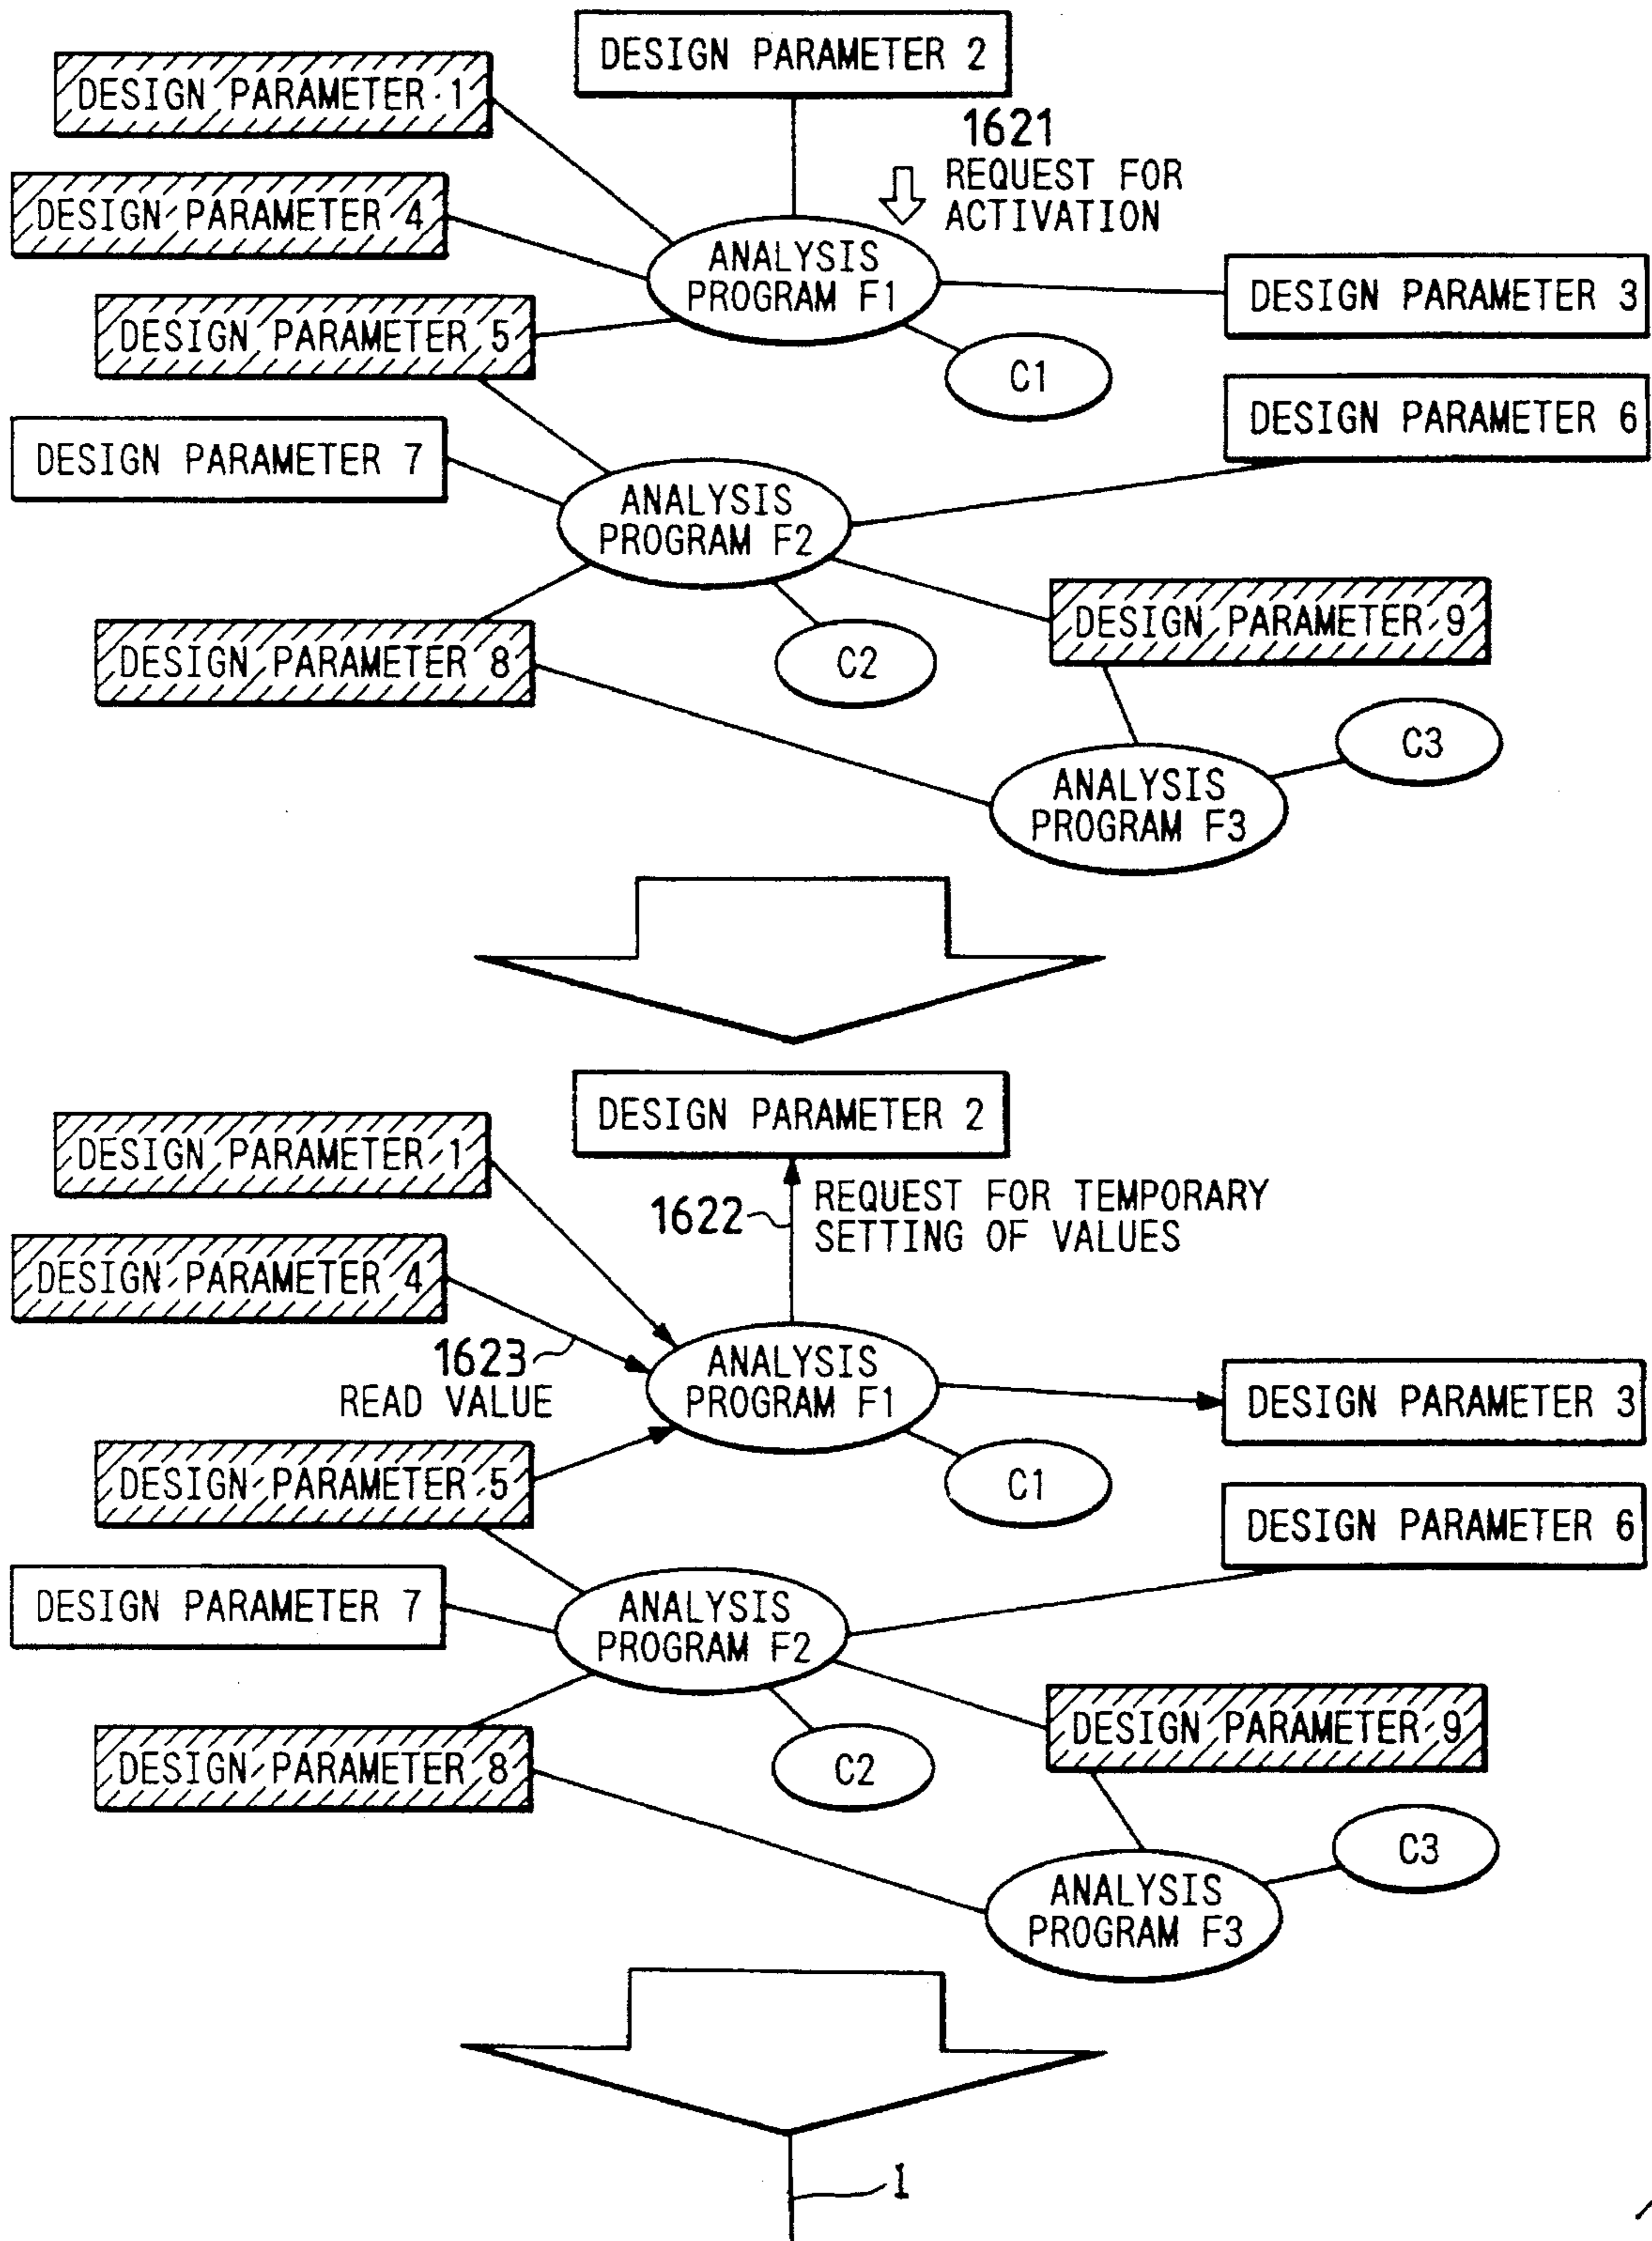 DESIGN PARAMETER 2
DESIGN PARAMETER 1
1621
REQUEST FOR
ACTIVATION
DESIGN PARAMETER 4
ANALYSIS
PROGRAM F1
DESIGN PARAMETER 3
DESIGN PARAMETER 5
C1
DESIGN PARAMETER 6
DESIGN PARAMETER 7
ANALYSIS
PROGRAM F2
DESIGN PARAMETER 9
DESIGN PARAMETER 8
C2
C3
ANALYSIS
PROGRAM F3
DESIGN PARAMETER 2
DESIGN PARAMETER 1
1622
REQUEST FOR TEMPORARY
SETTING OF VALUES
DESIGN PARAMETER 4
1623
READ VALUE
ANALYSIS
PROGRAM F1
DESIGN PARAMETER 3
DESIGN PARAMETER 5
C1
DESIGN PARAMETER 6
DESIGN PARAMETER 7
ANALYSIS
PROGRAM F2
DESIGN PARAMETER 9
DESIGN PARAMETER 8
C2
C3
ANALYSIS
PROGRAM F3
1